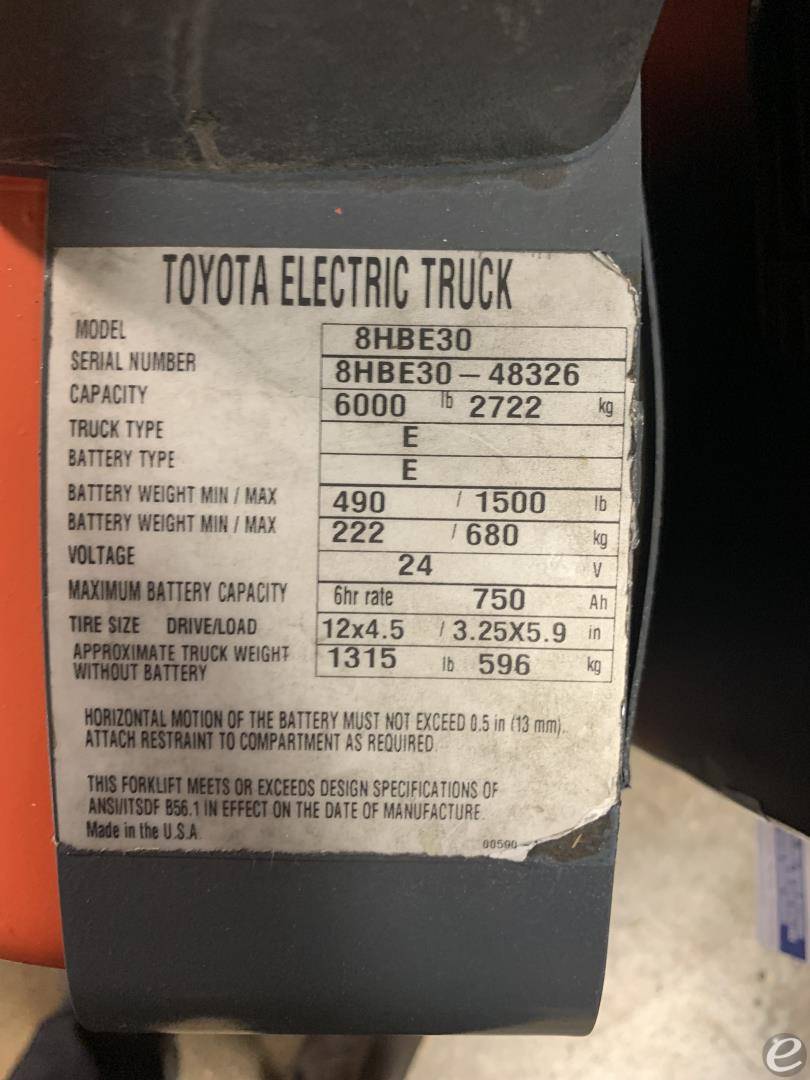 TOYOTA ELECTRIC TRUCK
MODEL 8HBE30
SERIAL NUMBER 8HBE30 – 48326
CAPACITY 6000 lb 2722 kg
TRUCK TYPE E
BATTERY TYPE E
BATTERY WEIGHT MIN / MAX 490 / 1500 lb
BATTERY WEIGHT MIN / MAX 222 / 680 kg
VOLTAGE 24 V
MAXIMUM BATTERY CAPACITY 6hr rate 750 Ah
TIRE SIZE DRIVE/LOAD 12x4.5 / 3.25X5.9 in
APPROXIMATE TRUCK WEIGHT 1315 lb 596 kg
WITHOUT BATTERY
HORIZONTAL MOTION OF THE BATTERY MUST NOT EXCEED 0.5 in (13 mm).
ATTACH RESTRAINT TO COMPARTMENT AS REQUIRED.
THIS FORKLIFT MEETS OR EXCEEDS DESIGN SPECIFICATIONS OF
ANSI/ITSDF B56.1 IN EFFECT ON THE DATE OF MANUFACTURE.
Made in the U.S.A
00590
e